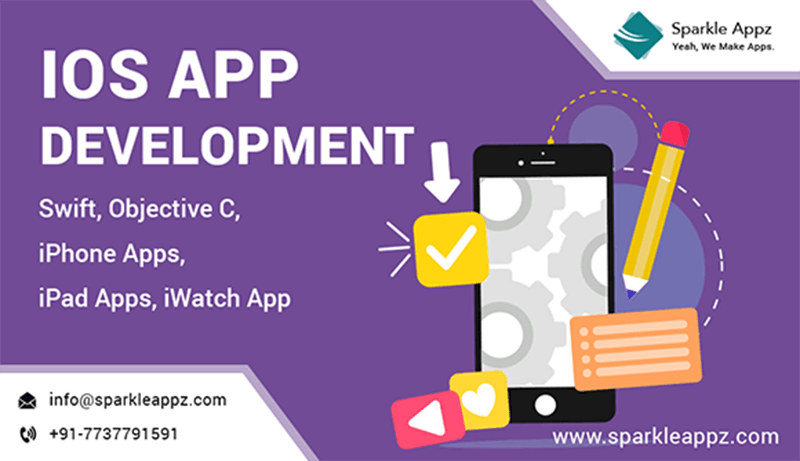 Sparkle Appz
Yeah, We Make Apps.
IOS APP
DEVELOPMENT
Swift, Objective C,
iPhone Apps,
iPad Apps, iWatch App
info@sparkleappz.com
+91-7737791591
www.sparkleappz.com